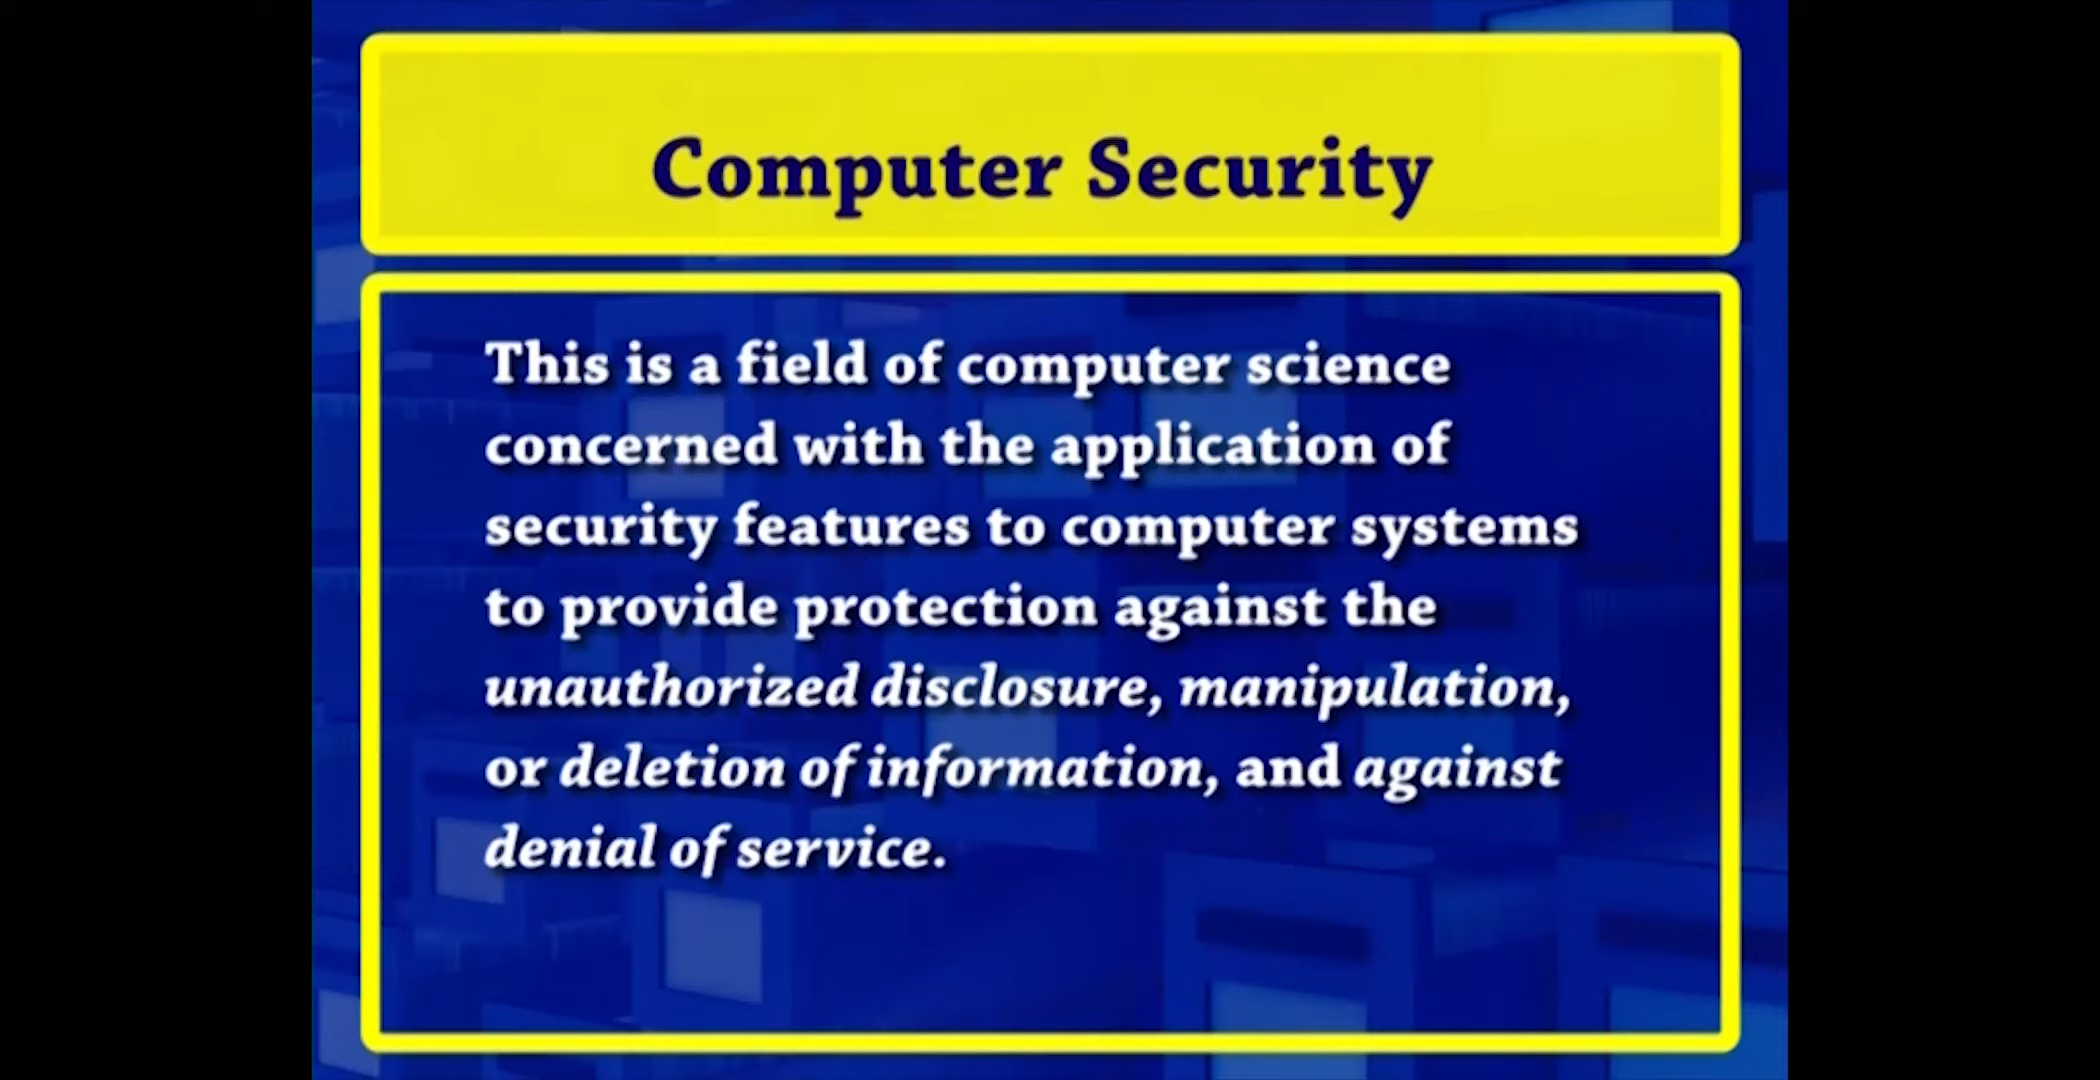 Computer Security
This is a field of computer science
concerned with the application of
security features to computer systems
to provide protection against the
unauthorized disclosure, manipulation,
or deletion of information, and against
denial of service.